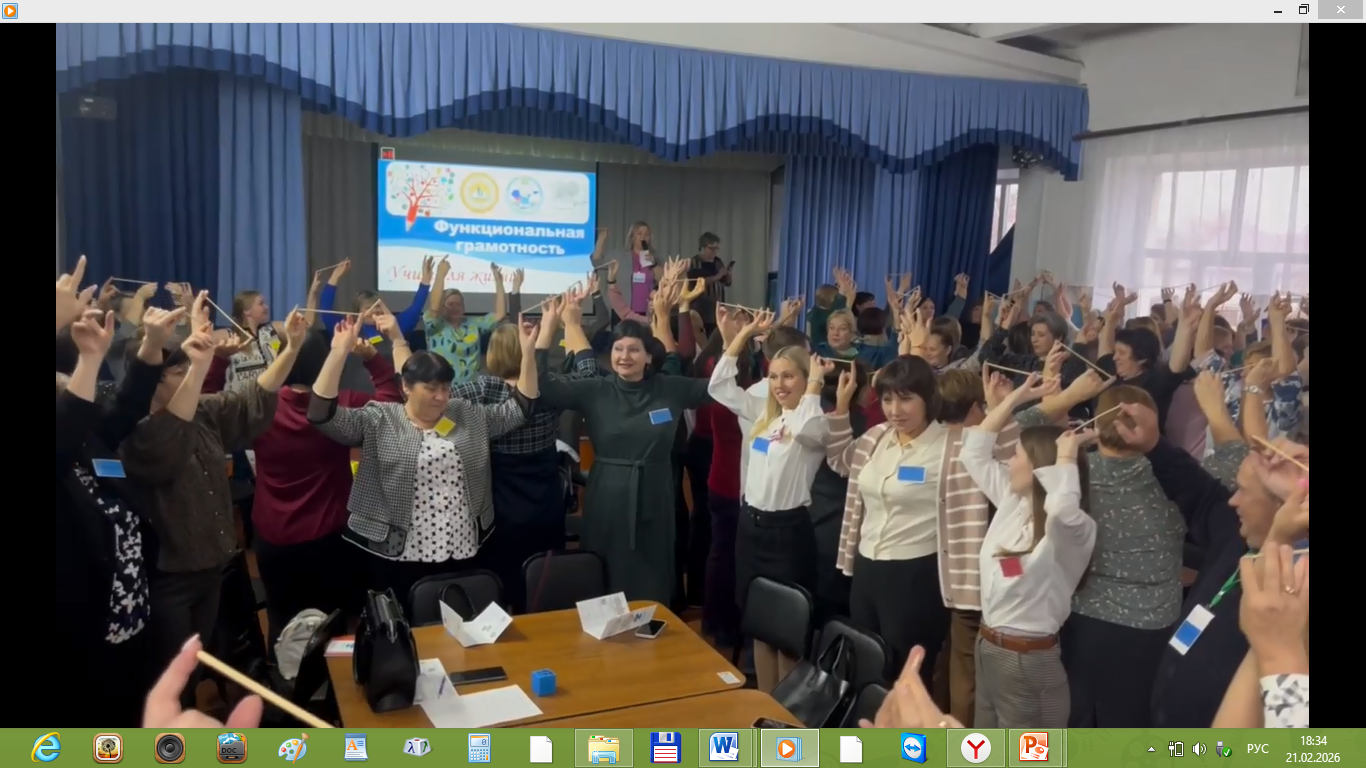 Функциональная
грамотность
РУС
18:34
21.02.2026